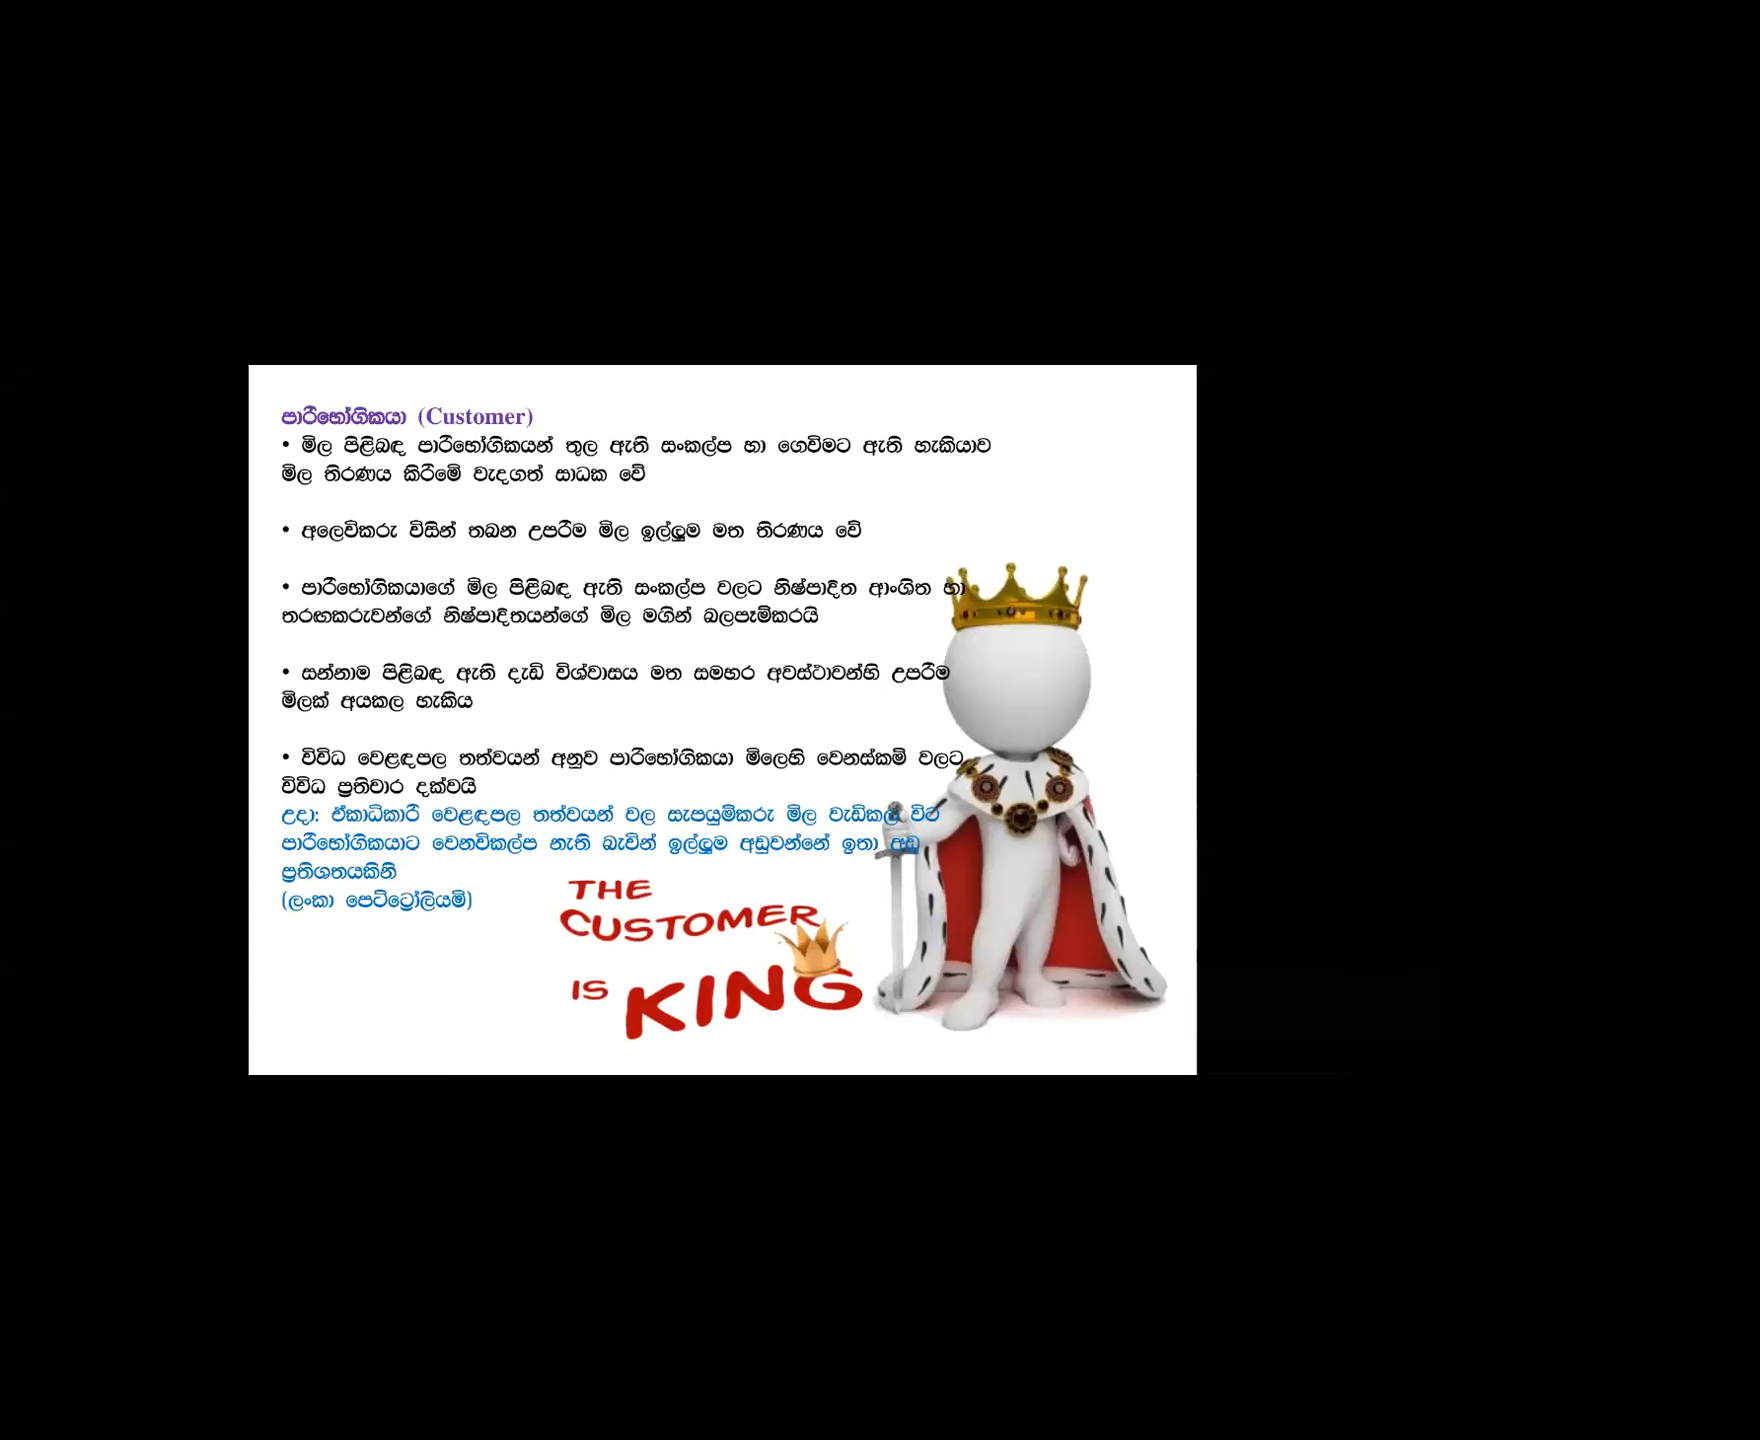 පාරිභෝගිකයා (Customer)
• මිල පිළිබඳ පාරිභෝගිකයන් තුල ඇති සංකල්ප හා ගෙවිමට ඇති හැකියාව
මිල තිරණය කිරීමේ වැදගත් සාධක වේ
• අලෙවිකරු විසින් තබන උපරිම මිල ඉල්ලුම මත තිරණය වේ
• පාරිභෝගිකයාගේ මිල පිළිබඳ ඇති සංකල්ප වලට නිෂ්පාදිත ආංශිත හා
තරඟකරුවන්ගේ නිෂ්පාදිතයන්ගේ මිල මගින් බලපෑම්කරයි
• සන්නාම පිළිබඳ ඇති දැඩි විශ්වාසය මත සමහර අවස්ථාවන්හි උපරිම
මිලක් අයකල හැකිය
• විවිධ වෙළඳපල තත්වයන් අනුව පාරිභෝගිකයා මිලෙහි වෙනස්කම් වලට
විවිධ ප්‍රතිචාර දක්වයි
උදා: ඒකාධිකාරී වෙළඳපල තත්වයන් වල සැපයුම්කරු මිල වැඩිකල විට
පාරිභෝගිකයාට වෙනවිකල්ප නැති බැවින් ඉල්ලුම අඩුවන්නේ ඉතා අඩු
ප්‍රතිශතයකිනි
(ලංකා පෙට්ට්‍රෝලියම්)
THE
CUSTOMER
IS KING